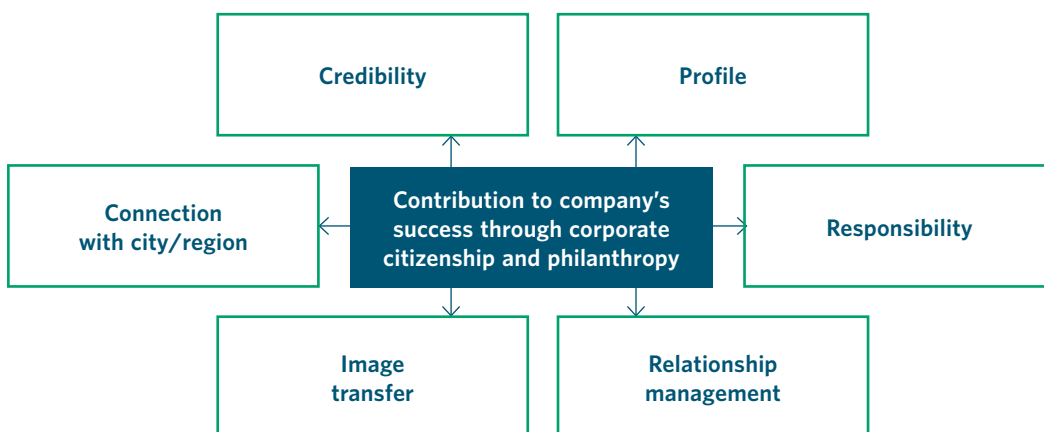 Credibility
Profile
Connection
with city/region
Contribution to company's
success through corporate
citizenship and philanthropy
Responsibility
Image
transfer
Relationship
management